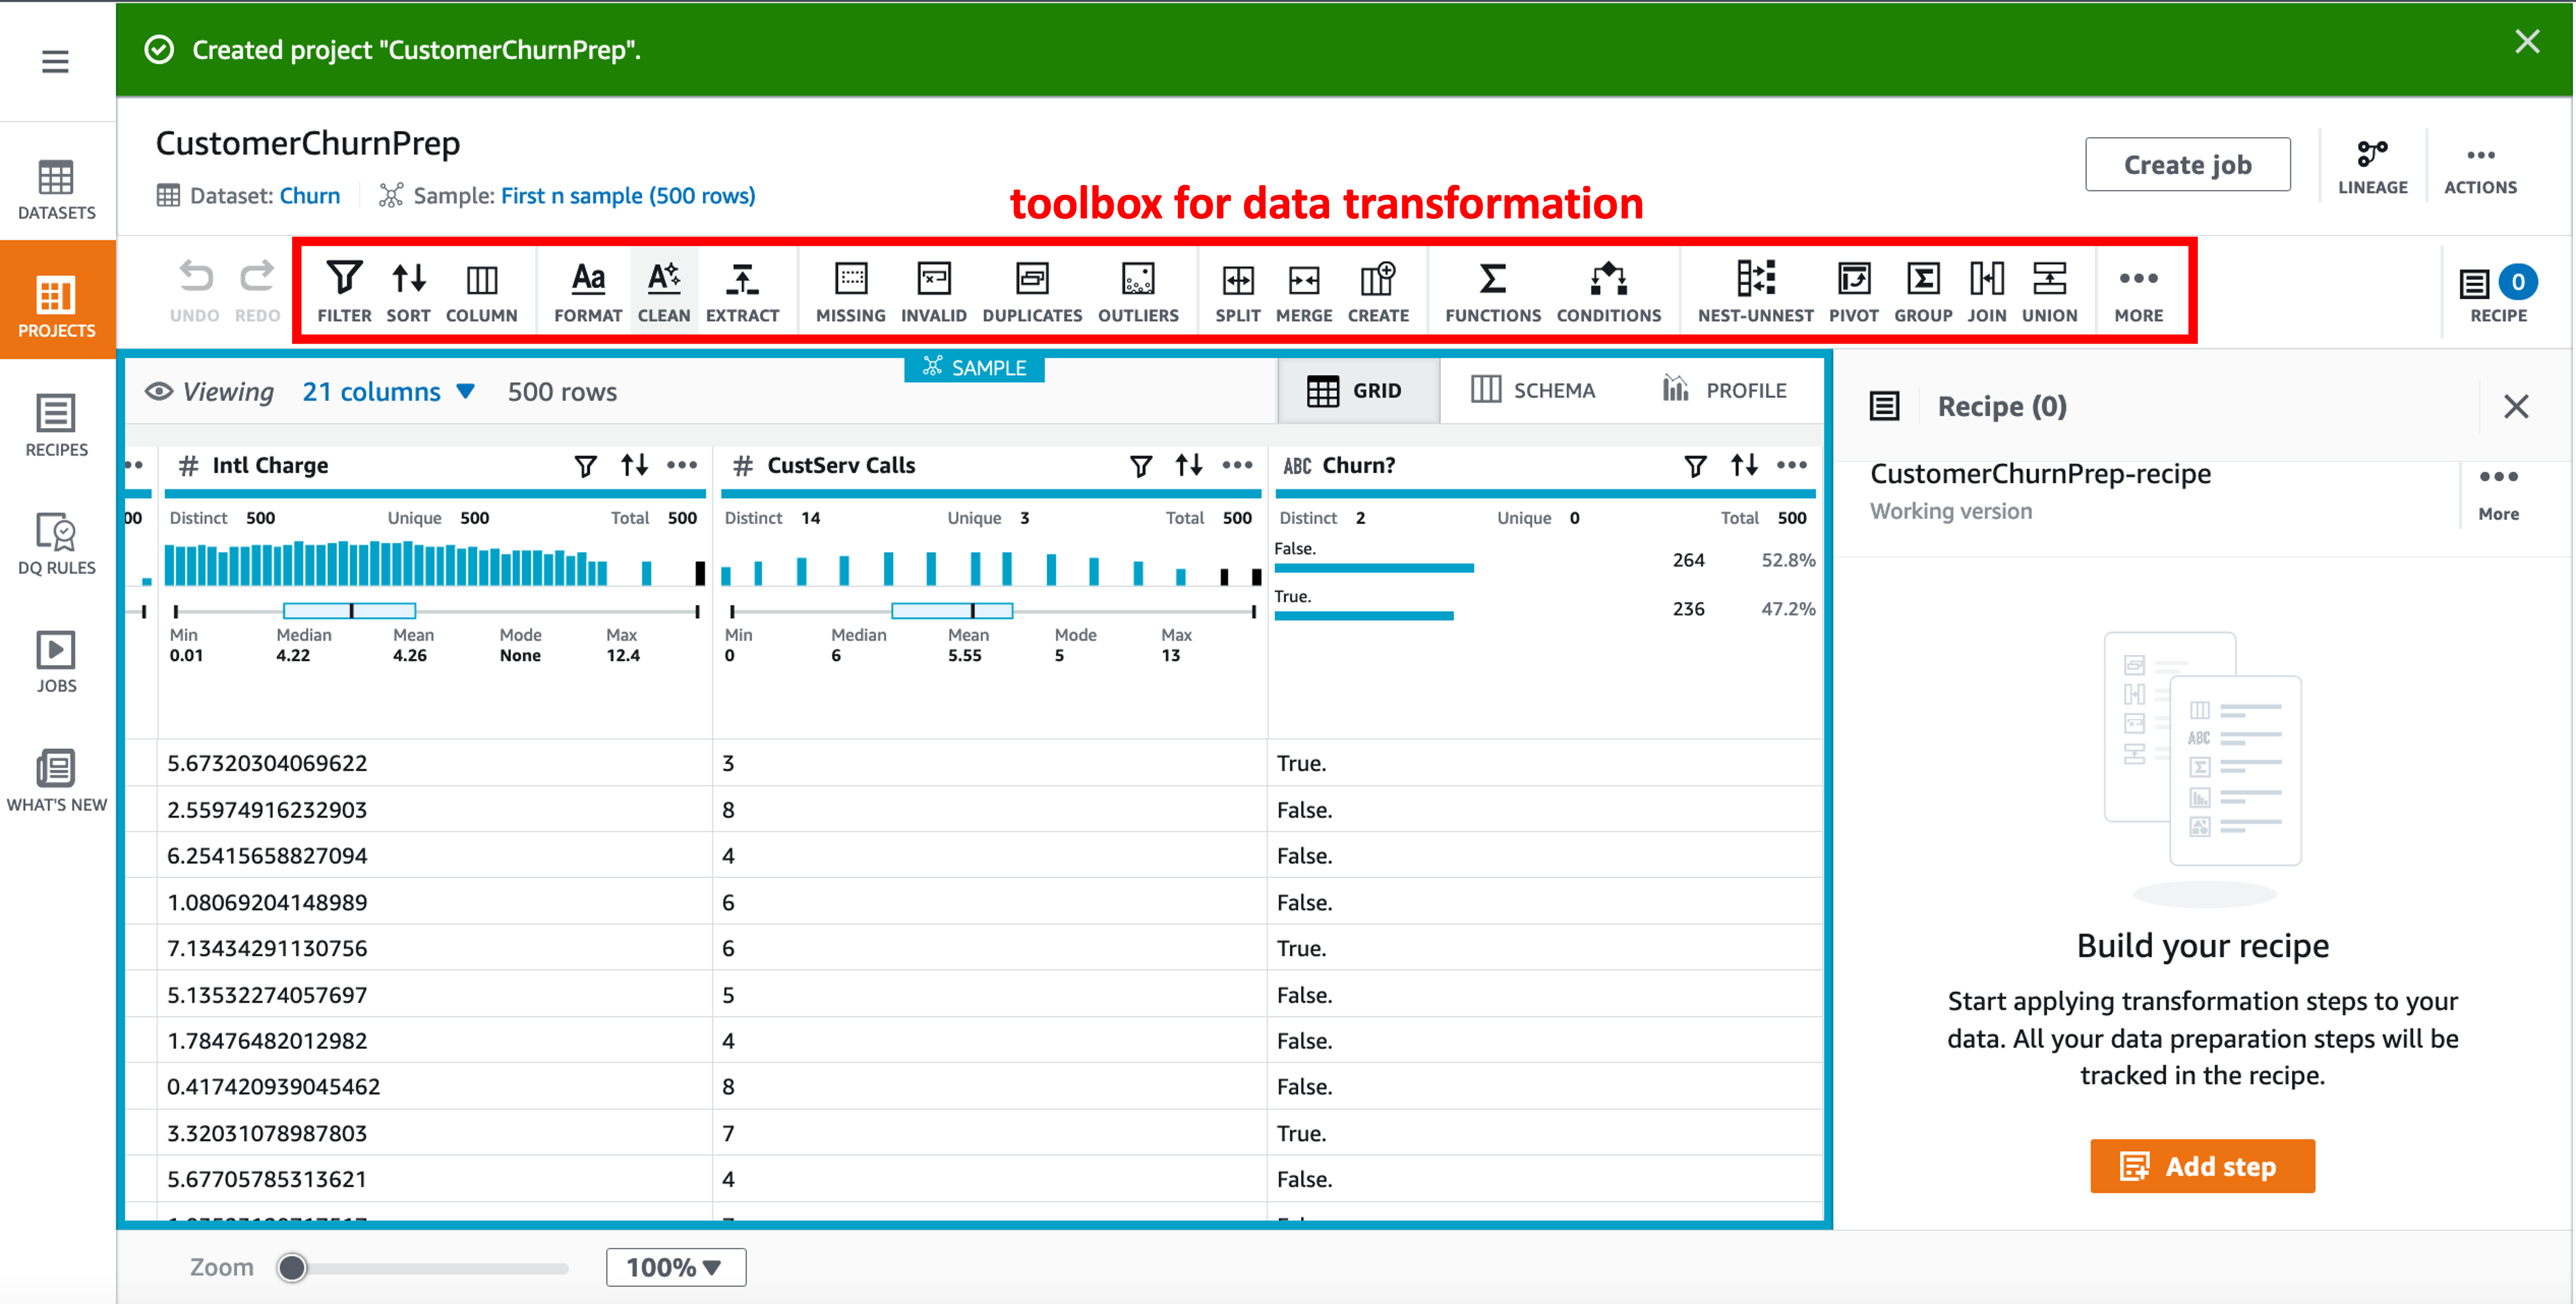 Created project "CustomerChurnPrep".
CustomerChurnPrep
Dataset: Churn
Sample: First n sample (500 rows)
toolbox for data transformation
Create job
LINEAGE
ACTIONS
DATASETS
PROJECTS
RECIPES
DQ RULES
JOBS
WHAT'S NEW
UNDO REDO FILTER SORT COLUMN FORMAT CLEAN EXTRACT MISSING INVALID DUPLICATES OUTLIERS SPLIT MERGE CREATE FUNCTIONS CONDITIONS NEST-UNNEST PIVOT GROUP JOIN UNION MORE
0
RECIPE
SAMPLE
Viewing 21 columns 500 rows
GRID SCHEMA PROFILE
# Intl Charge
# CustServ Calls
ABC Churn?
00
Distinct 500 Unique 500 Total 500
Distinct 14 Unique 3 Total 500
Distinct 2 Unique 0 Total 500
False. 264 52.8%
True. 236 47.2%
Min Median Mean Mode Max
0.01 4.22 4.26 None 12.4
Min Median Mean Mode Max
0 6 5.55 5 13
5.67320304069622 3 True.
2.55974916232903 8 False.
6.25415658827094 4 False.
1.08069204148989 6 False.
7.13434291130756 6 True.
5.13532274057697 5 False.
1.78476482012982 4 False.
0.417420939045462 8 False.
3.32031078987803 7 True.
5.67705785313621 4 False.
Recipe (0)
CustomerChurnPrep-recipe
Working version
More
ABC
Build your recipe
Start applying transformation steps to your
data. All your data preparation steps will be
tracked in the recipe.
Add step
Zoom 100%